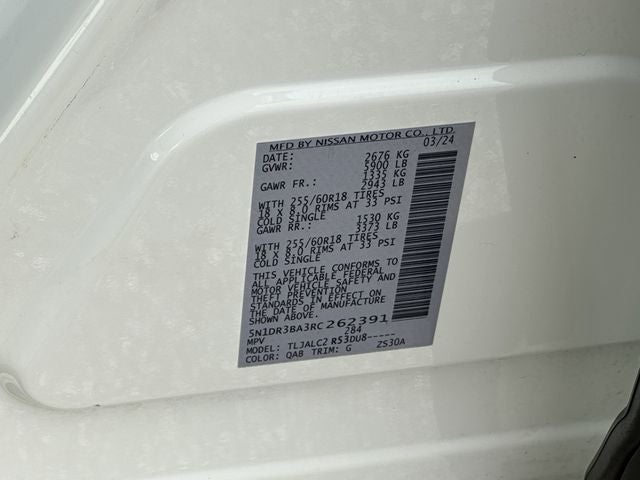 MFD BY NISSAN MOTOR CO., LTD.
DATE: 03/24
GVWR: 2676 KG
5900 LB
GAWR FR.: 1335 KG
2943 LB
WITH 255/60R18 TIRES
18 X 8.0 RIMS AT 33 PSI
COLD SINGLE
GAWR RR.: 1530 KG
3373 LB
WITH 255/60R18 TIRES
18 X 8.0 RIMS AT 33 PSI
COLD SINGLE
THIS VEHICLE CONFORMS TO
ALL APPLICABLE FEDERAL
MOTOR VEHICLE SAFETY AND
THEFT PREVENTION
STANDARDS IN EFFECT ON
THE DATE OF MANUFACTURE
SHOWN ABOVE.
5N1DR3BA3RC262391
MPV 284
MODEL: TLJALC2 R53DU8-----
COLOR: QAB TRIM: G ZS30A